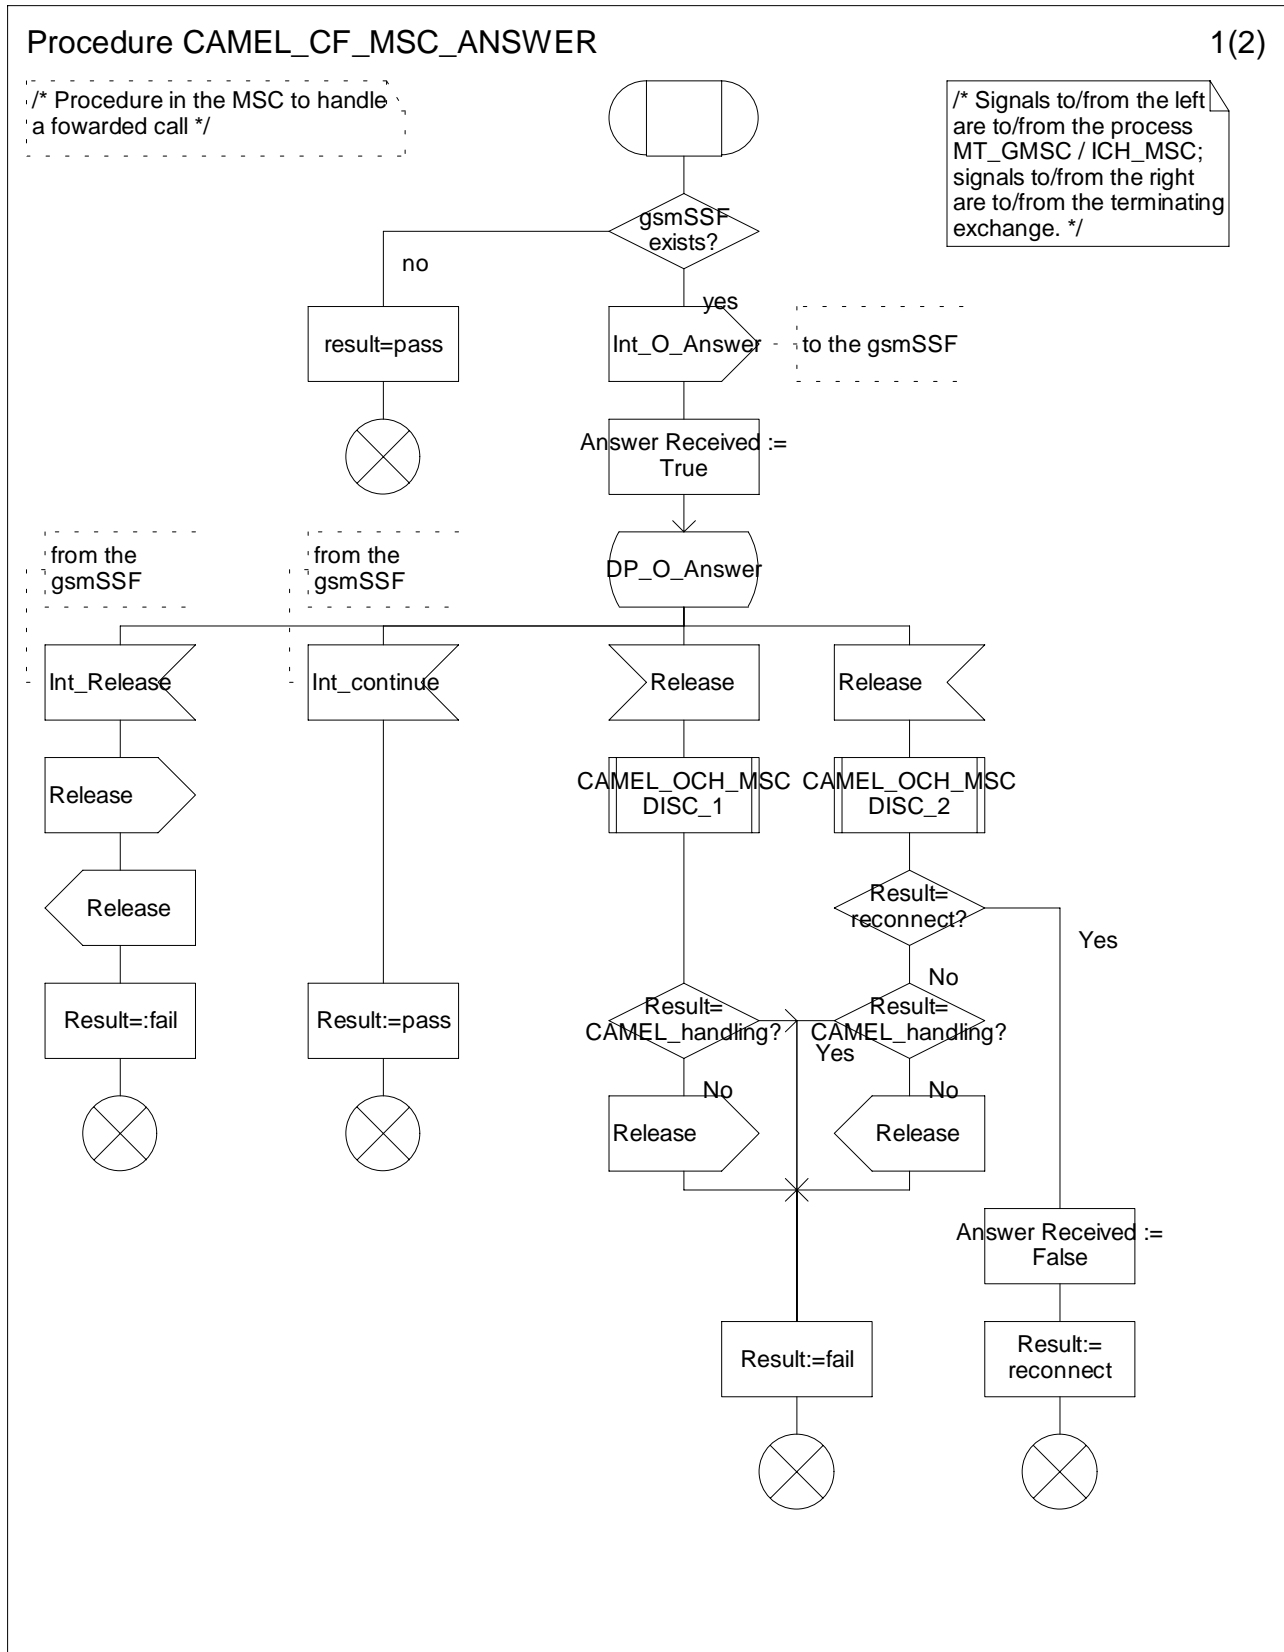 Procedure CAMEL_CF_MSC_ANSWER
1(2)
/* Procedure in the MSC to handle
a fowarded call */
/* Signals to/from the left
are to/from the process
MT_GMSC / ICH_MSC;
signals to/from the right
are to/from the terminating
exchange. */
gsmSSF
exists?
no
yes
result=pass
Int_O_Answer
to the gsmSSF
Answer Received :=
True
from the
gsmSSF
from the
gsmSSF
DP_O_Answer
Int_Release
Int_continue
Release
Release
Release
CAMEL_OCH_MSC
DISC_1
CAMEL_OCH_MSC
DISC_2
Release
Result=
reconnect?
Yes
No
Result=:fail
Result:=pass
Result=
CAMEL_handling?
Result=
CAMEL_handling?
Yes
No
No
Release
Release
Answer Received :=
False
Result:=fail
Result:=
reconnect